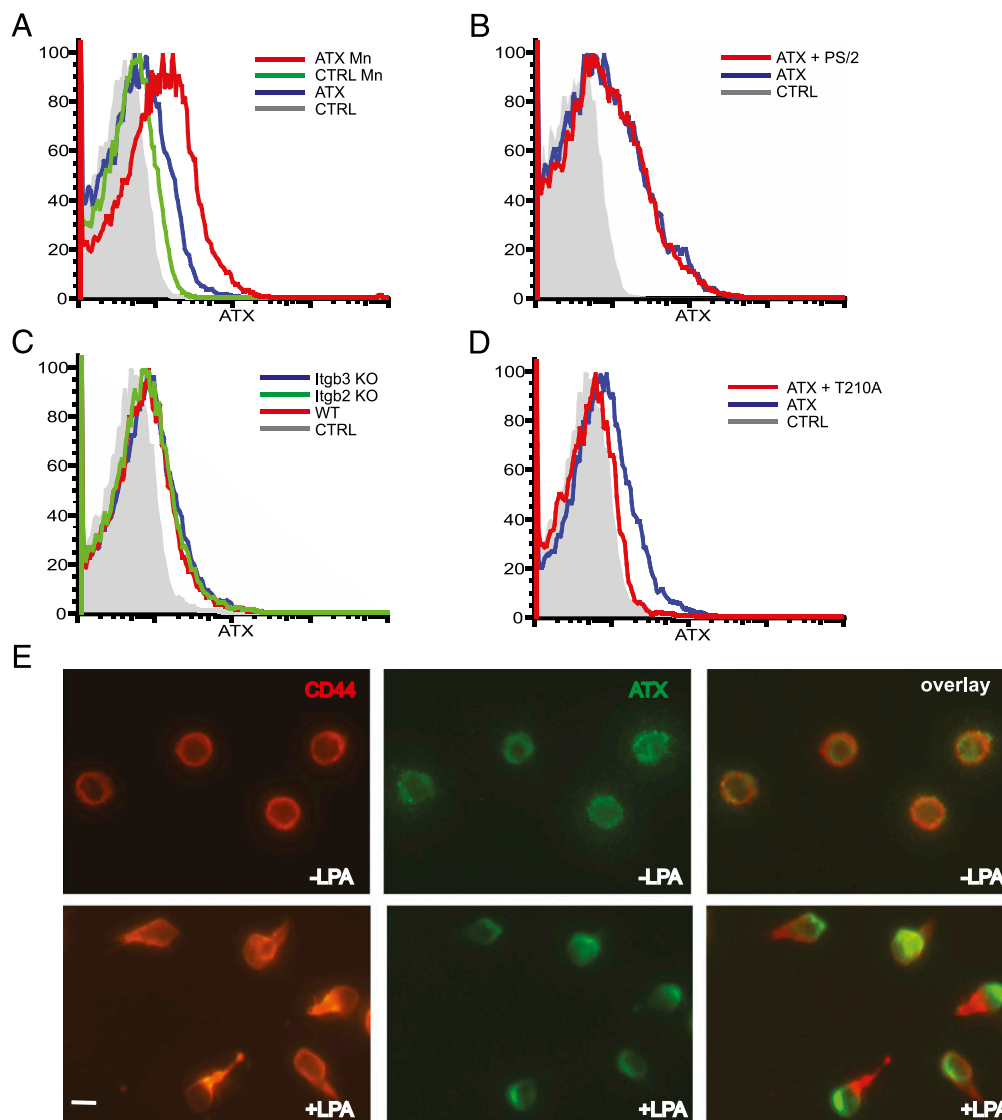 A
100
80
60
40
20
0
ATX Mn
CTRL Mn
ATX
CTRL
ATX
B
100
80
60
40
20
0
ATX + PS/2
ATX
CTRL
ATX
C
100
80
60
40
20
0
Itgb3 KO
Itgb2 KO
WT
CTRL
ATX
D
100
80
60
40
20
0
ATX + T210A
ATX
CTRL
ATX
E
CD44
-LPA
ATX
-LPA
overlay
-LPA
+LPA
+LPA
+LPA